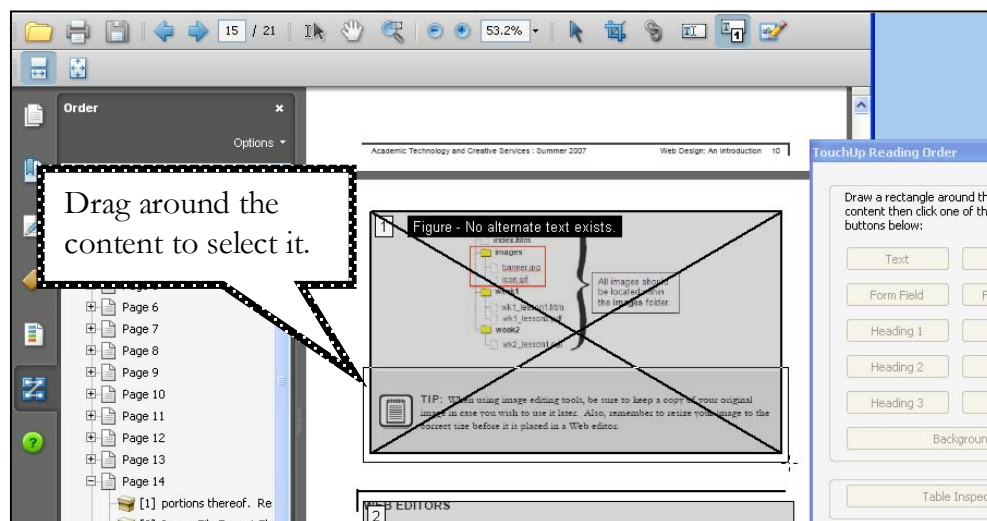 15 / 21
53.2%
Order
×
Options
Drag around the
content to select it.
Page 6
Page 7
Page 8
Page 9
Page 10
Page 11
Page 12
Page 13
Page 14
[1] portions thereof. Re
Academic Technology and Creative Services : Summer 2007
Web Design: An Introduction 10
1
Figure - No alternate text exists.
index.htm
images
banner.jpg
icon.gif
week1
wk1_lesson1.htm
week2
All images should
be located within
the images folder.
TIP: When using image editing tools, be sure to keep a copy of your original
image in case you wish to use it later. Also, remember to resize your image to the
correct size before it is placed in a Web editor.
2
WEB EDITORS
TouchUp Reading Order
Draw a rectangle around th
content then click one of th
buttons below:
Text
Form Field
F
Heading 1
Heading 2
Heading 3
Backgroun
Table Inspec